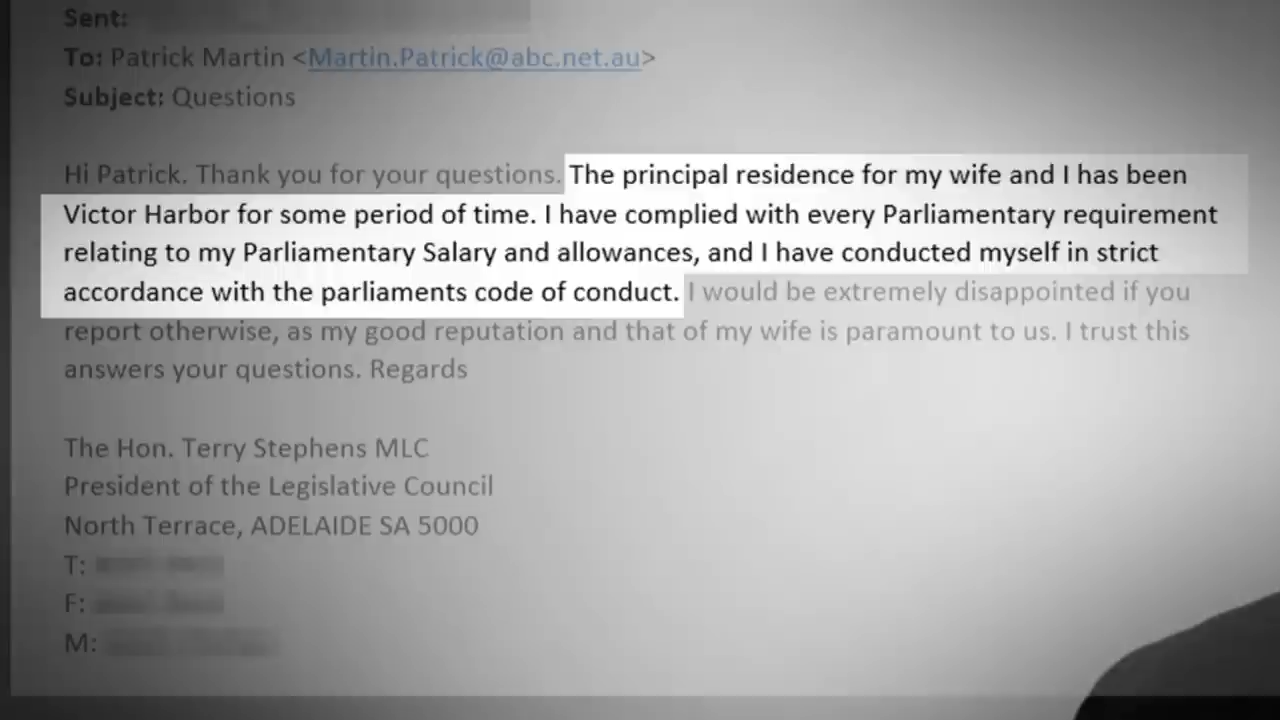 Sent:
To: Patrick Martin <Martin.Patrick@abc.net.au>
Subject: Questions
Hi Patrick. Thank you for your questions. The principal residence for my wife and I has been
Victor Harbor for some period of time. I have complied with every Parliamentary requirement
relating to my Parliamentary Salary and allowances, and I have conducted myself in strict
accordance with the parliaments code of conduct. I would be extremely disappointed if you
report otherwise, as my good reputation and that of my wife is paramount to us. I trust this
answers your questions. Regards
The Hon. Terry Stephens MLC
President of the Legislative Council
North Terrace, ADELAIDE SA 5000
T:
F:
M: